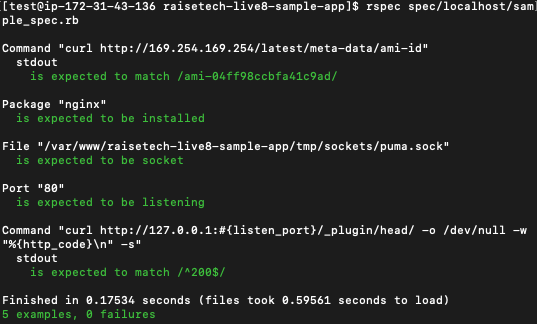 [[test@ip-172-31-43-136 raisetech-live8-sample-app]$ rspec spec/localhost/sam]
ple_spec.rb
Command "curl http://169.254.169.254/latest/meta-data/ami-id"
stdout
is expected to match /ami-04ff98ccbfa41c9ad/
Package "nginx"
is expected to be installed
File "/var/www/raisetech-live8-sample-app/tmp/sockets/puma.sock"
is expected to be socket
Port "80"
is expected to be listening
Command "curl http://127.0.0.1:#{listen_port}/_plugin/head/ -o /dev/null -w
"%{http_code}\n" -s"
stdout
is expected to match /^200$/
Finished in 0.17534 seconds (files took 0.59561 seconds to load)
5 examples, 0 failures